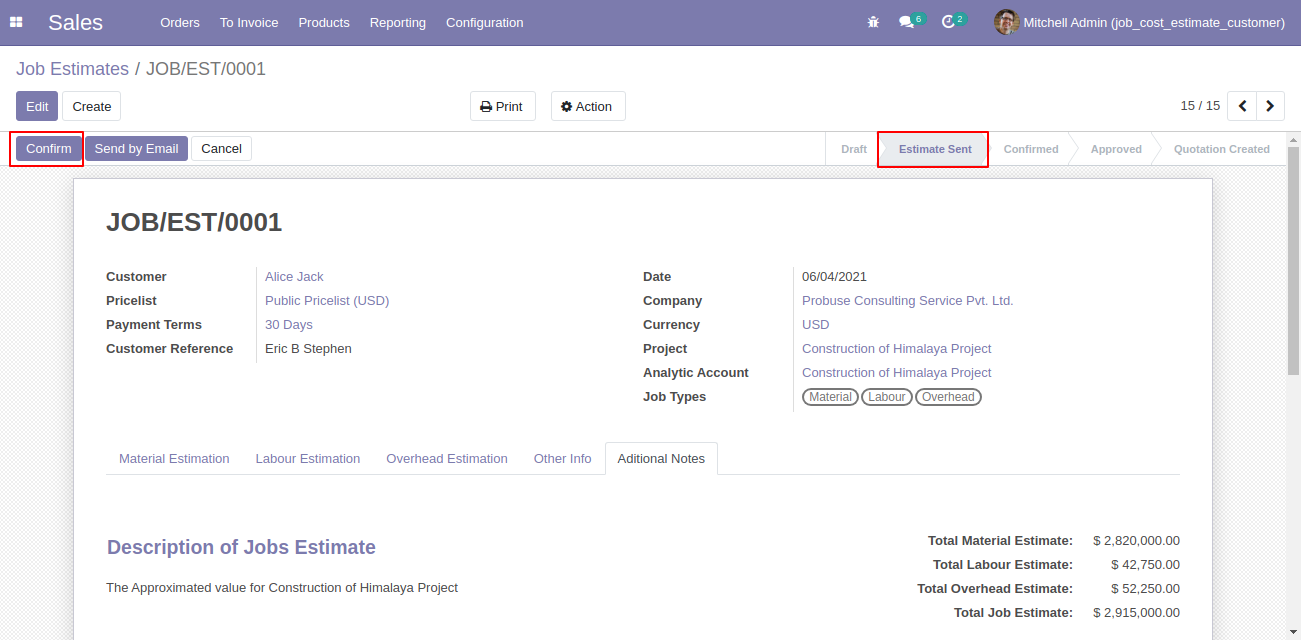 Sales Orders To Invoice Products Reporting Configuration 6 2 Mitchell Admin (job_cost_estimate_customer)
Job Estimates / JOB/EST/0001
Edit Create Print Action 15 / 15
Confirm Send by Email Cancel Draft Estimate Sent Confirmed Approved Quotation Created
JOB/EST/0001
Customer Alice Jack
Pricelist Public Pricelist (USD)
Payment Terms 30 Days
Customer Reference Eric B Stephen
Date 06/04/2021
Company Probuse Consulting Service Pvt. Ltd.
Currency USD
Project Construction of Himalaya Project
Analytic Account Construction of Himalaya Project
Job Types Material Labour Overhead
Material Estimation Labour Estimation Overhead Estimation Other Info Aditional Notes
Description of Jobs Estimate
The Approximated value for Construction of Himalaya Project
Total Material Estimate: $ 2,820,000.00
Total Labour Estimate: $ 42,750.00
Total Overhead Estimate: $ 52,250.00
Total Job Estimate: $ 2,915,000.00